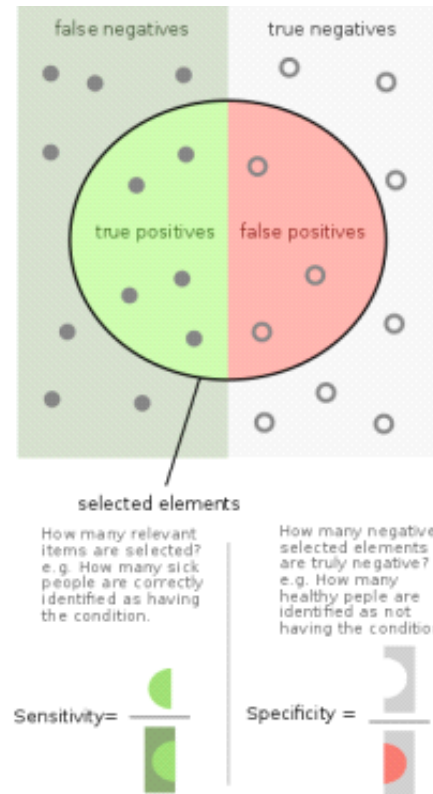 false negatives
true negatives
true positives
false positives
selected elements
How many relevant
items are selected?
e.g. How many sick
people are correctly
identified as having
the condition.
How many negative
selected elements
are truly negative?
e.g. How many
healthy peple are
identified as not
having the conditio
Sensitivity=
Specificity =